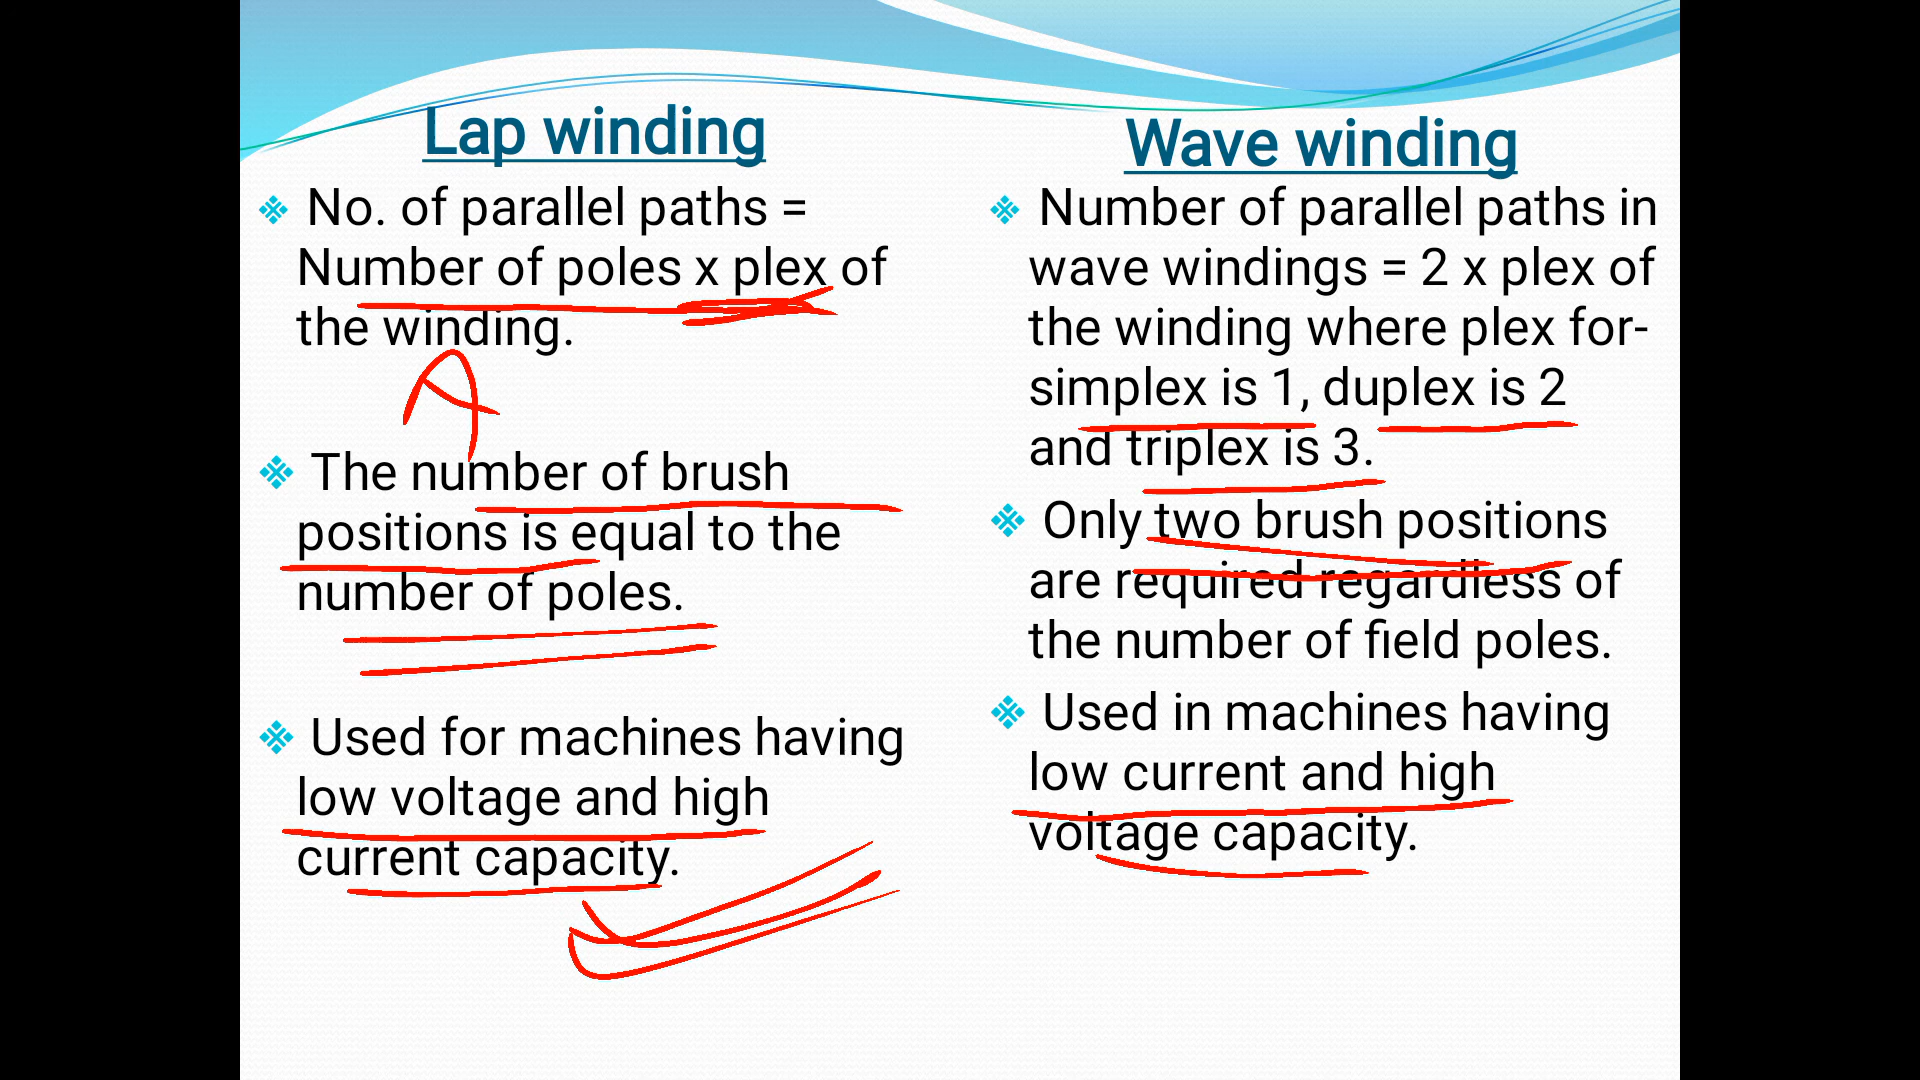 Lap winding
No. of parallel paths =
Number of poles x plex of
the winding.
A
The number of brush
positions is equal to the
number of poles.
Used for machines having
low voltage and high
current capacity.
Wave winding
Number of parallel paths in
wave windings = 2 x plex of
the winding where plex for-
simplex is 1, duplex is 2
and triplex is 3.
Only two brush positions
are required regardless of
the number of field poles.
Used in machines having
low current and high
voltage capacity.